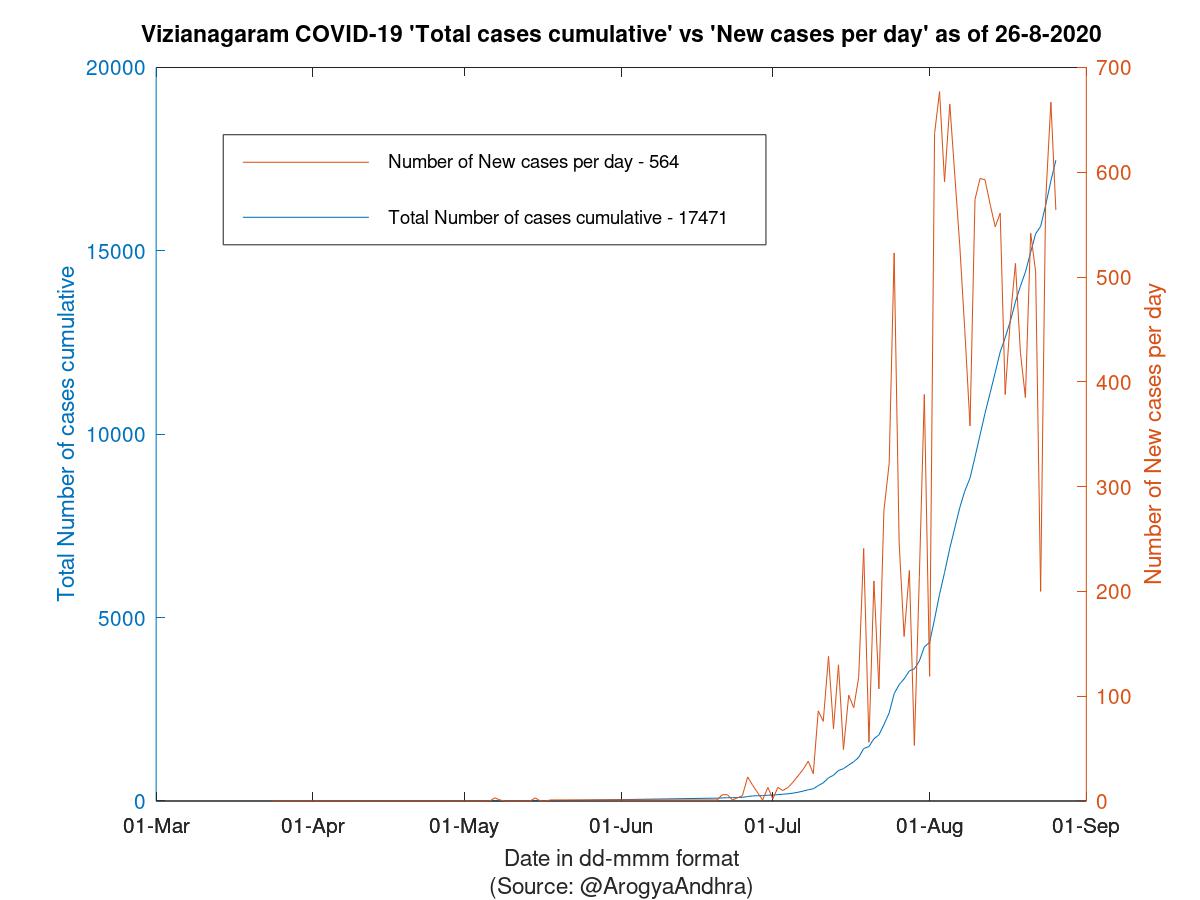 Vizianagaram COVID-19 'Total cases cumulative' vs 'New cases per day' as of 26-8-2020
20000
15000
10000
5000
0
Total Number of cases cumulative
Number of New cases per day - 564
Total Number of cases cumulative - 17471
700
600
500
400
300
200
100
0
Number of New cases per day
01-Mar 01-Apr 01-May 01-Jun 01-Jul 01-Aug 01-Sep
Date in dd-mmm format
(Source: @ArogyaAndhra)